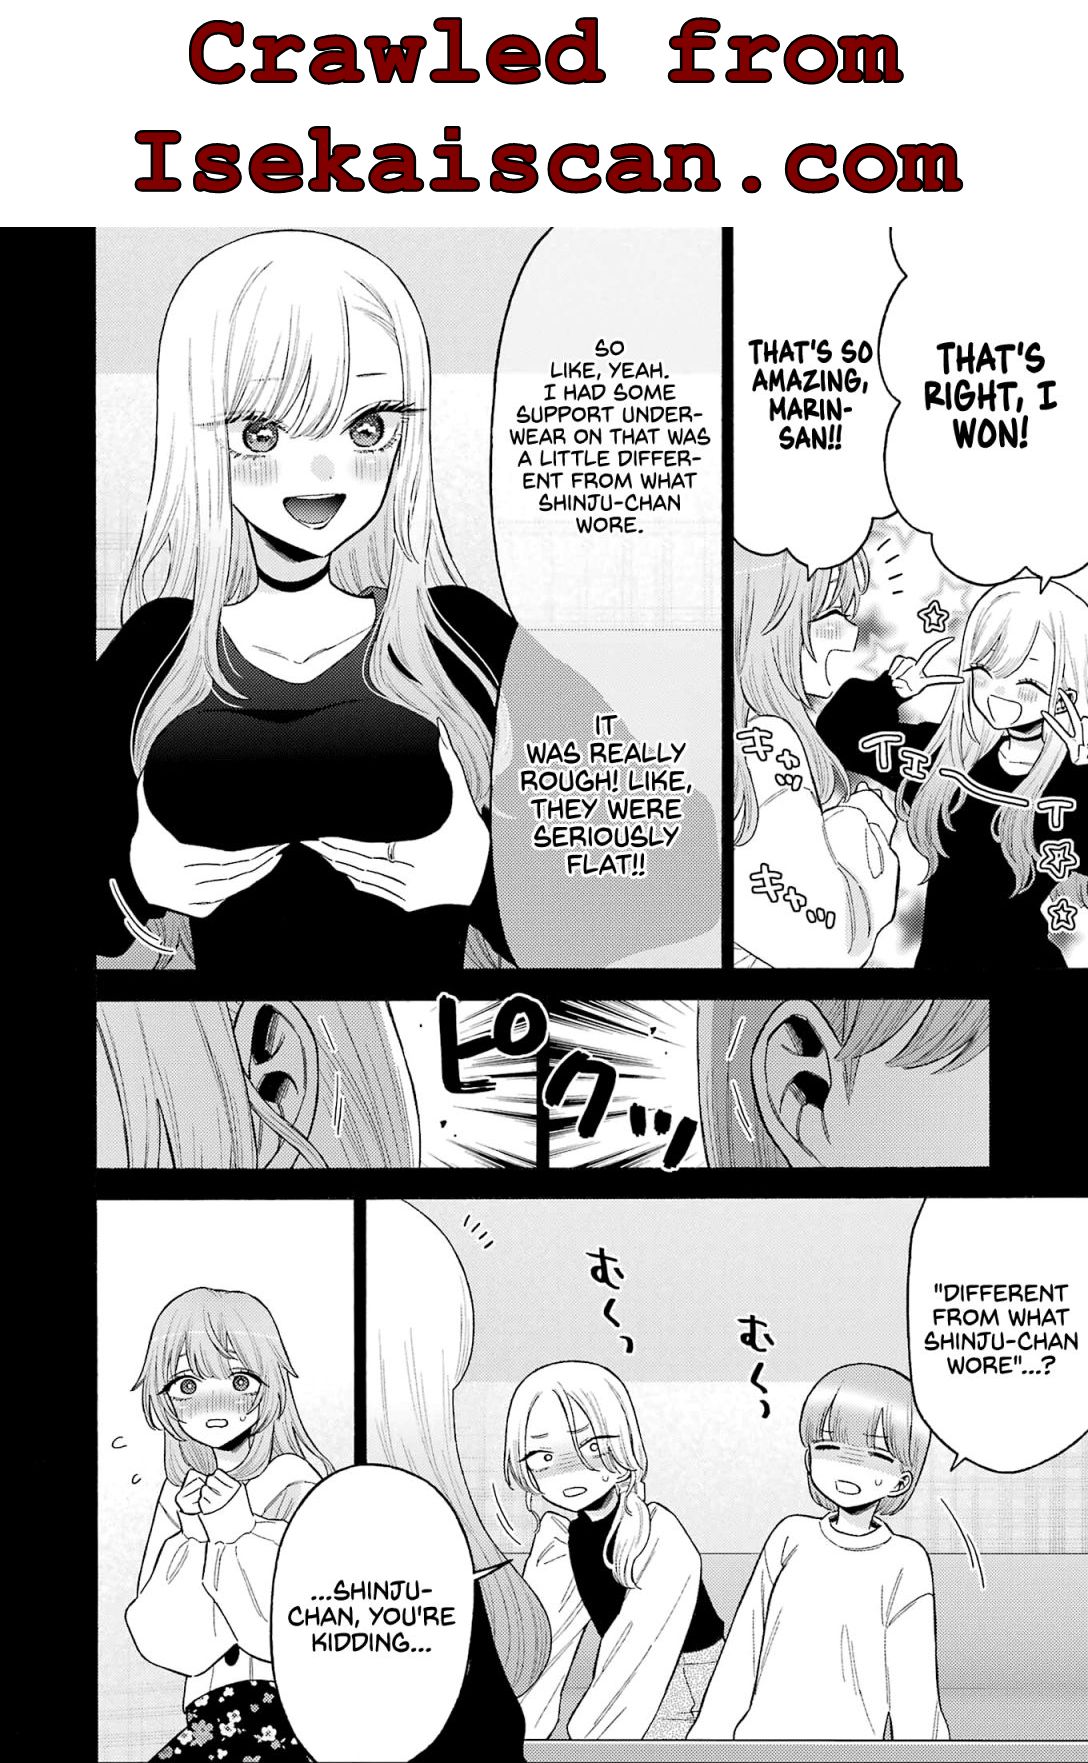 Crawled from
Isekaiscan.com
THAT'S
RIGHT, I
WON!
THAT'S SO
AMAZING,
MARIN-
SAN!!
キャッ
キャッ
イェーイ
SO
LIKE, YEAH.
I HAD SOME
SUPPORT UNDER-
WEAR ON THAT WAS
A LITTLE DIFFER-
ENT FROM WHAT
SHINJU-CHAN
WORE.
IT
WAS REALLY
ROUGH! LIKE,
THEY WERE
SERIOUSLY
FLAT!!
ピクッ
"DIFFERENT
FROM WHAT
SHINJU-CHAN
WORE"...?
むくっ
むくっ
...SHINJU-
CHAN, YOU'RE
KIDDING...